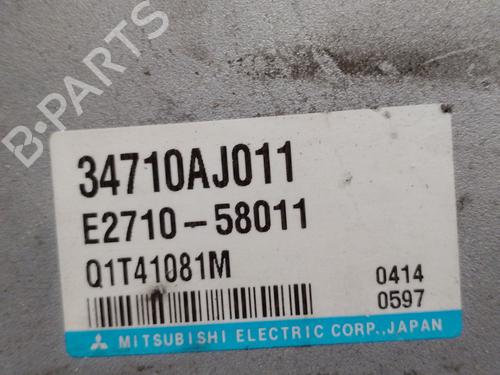 B-PARTS
34710AJ011
E2710-58011
Q1T41081M
0414
0597
MITSUBISHI ELECTRIC CORP., JAPAN